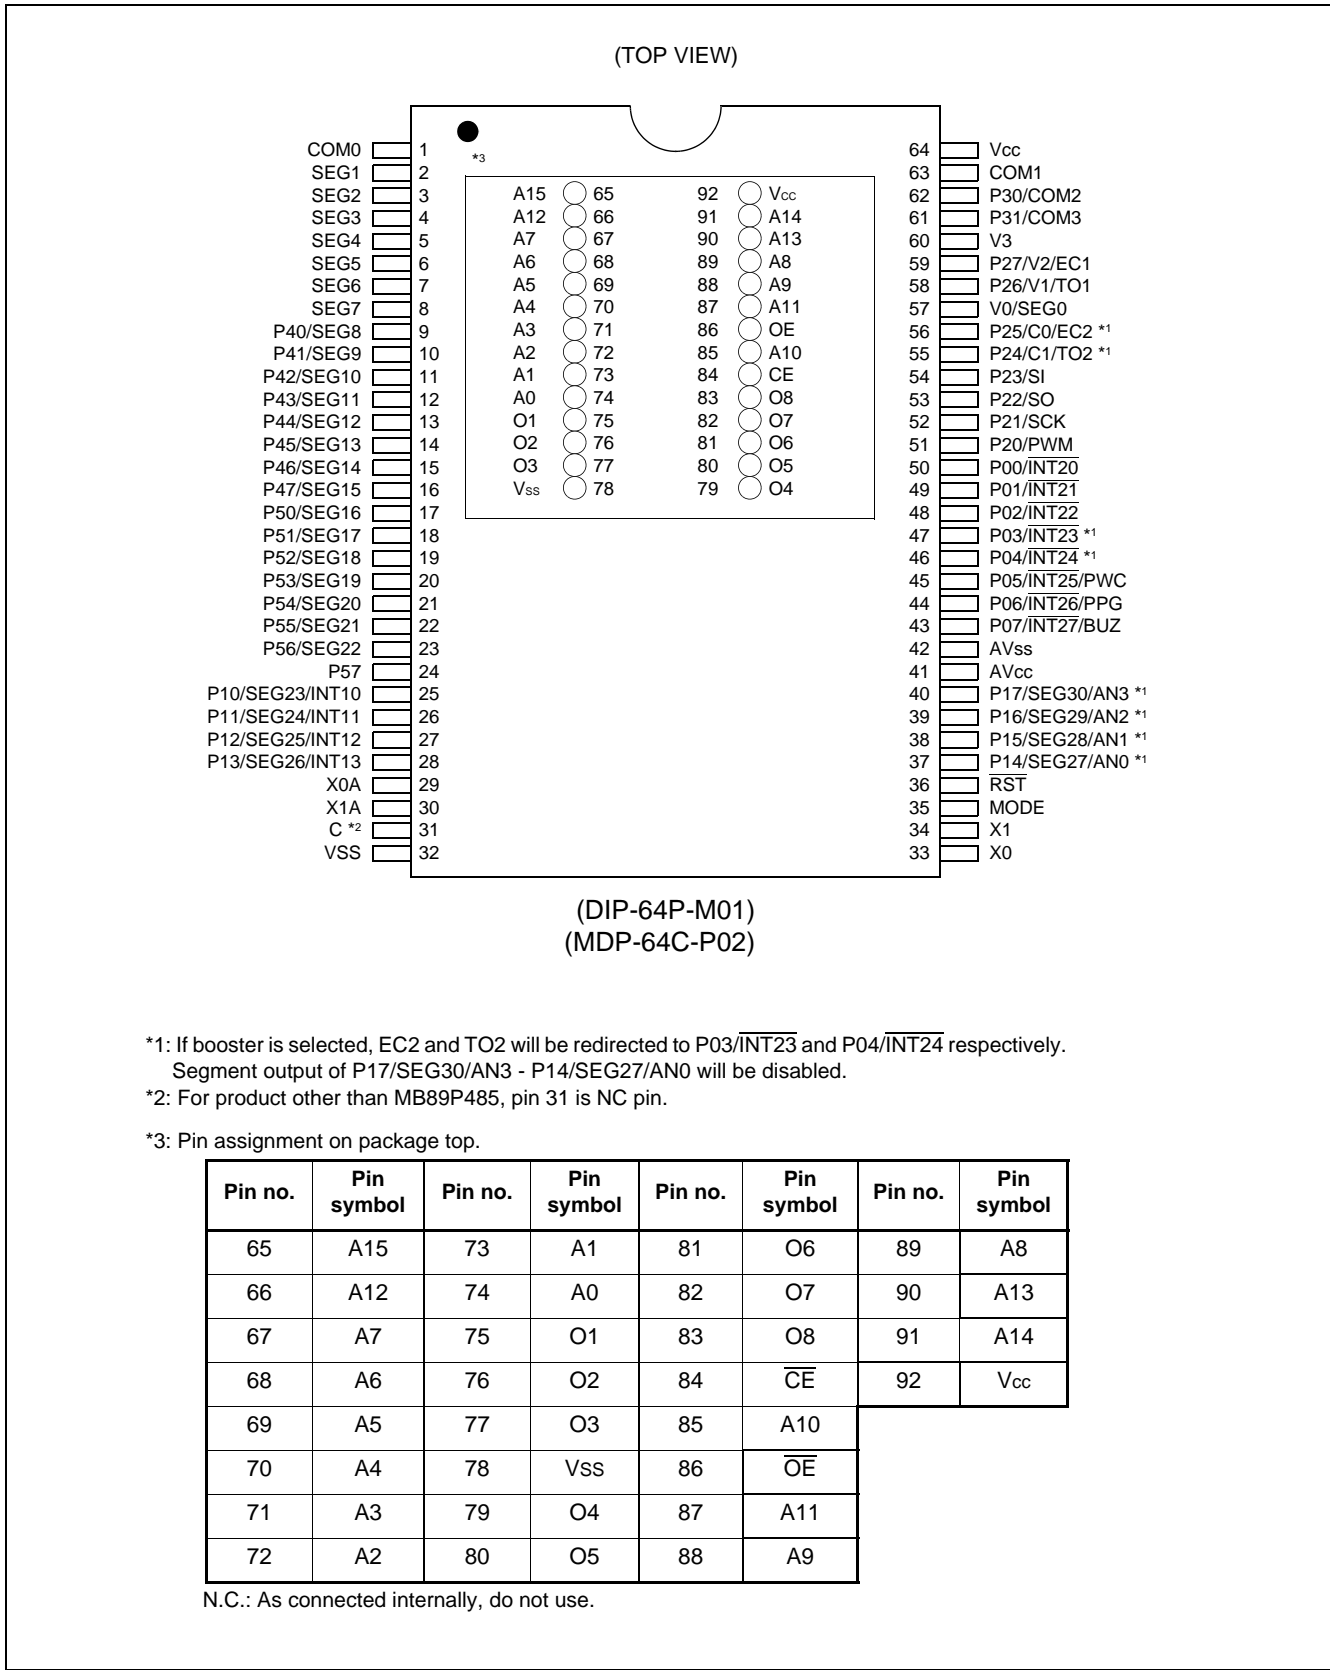 (TOP VIEW)
COM0 1 64 Vcc
SEG1 2 *3 63 COM1
SEG2 3 A15 65 92 Vcc 62 P30/COM2
SEG3 4 A12 66 91 A14 61 P31/COM3
SEG4 5 A7 67 90 A13 60 V3
SEG5 6 A6 68 89 A8 59 P27/V2/EC1
SEG6 7 A5 69 88 A9 58 P26/V1/TO1
SEG7 8 A4 70 87 A11 57 V0/SEG0
P40/SEG8 9 A3 71 86 OE 56 P25/C0/EC2 *1
P41/SEG9 10 A2 72 85 A10 55 P24/C1/TO2 *1
P42/SEG10 11 A1 73 84 CE 54 P23/SI
P43/SEG11 12 A0 74 83 O8 53 P22/SO
P44/SEG12 13 O1 75 82 O7 52 P21/SCK
P45/SEG13 14 O2 76 81 O6 51 P20/PWM
P46/SEG14 15 O3 77 80 O5 50 P00/INT20
P47/SEG15 16 Vss 78 79 O4 49 P01/INT21
P50/SEG16 17 48 P02/INT22
P51/SEG17 18 47 P03/INT23 *1
P52/SEG18 19 46 P04/INT24 *1
P53/SEG19 20 45 P05/INT25/PWC
P54/SEG20 21 44 P06/INT26/PPG
P55/SEG21 22 43 P07/INT27/BUZ
P56/SEG22 23 42 AVss
P57 24 41 AVcc
P10/SEG23/INT10 25 40 P17/SEG30/AN3 *1
P11/SEG24/INT11 26 39 P16/SEG29/AN2 *1
P12/SEG25/INT12 27 38 P15/SEG28/AN1 *1
P13/SEG26/INT13 28 37 P14/SEG27/AN0 *1
X0A 29 36 RST
X1A 30 35 MODE
C *2 31 34 X1
VSS 32 33 X0
(DIP-64P-M01)
(MDP-64C-P02)
*1: If booster is selected, EC2 and TO2 will be redirected to P03/INT23 and P04/INT24 respectively.
Segment output of P17/SEG30/AN3 - P14/SEG27/AN0 will be disabled.
*2: For product other than MB89P485, pin 31 is NC pin.
*3: Pin assignment on package top.
Pin no. Pin symbol Pin no. Pin symbol Pin no. Pin symbol Pin no. Pin symbol
65 A15 73 A1 81 O6 89 A8
66 A12 74 A0 82 O7 90 A13
67 A7 75 O1 83 O8 91 A14
68 A6 76 O2 84 CE 92 Vcc
69 A5 77 O3 85 A10
70 A4 78 Vss 86 OE
71 A3 79 O4 87 A11
72 A2 80 O5 88 A9
N.C.: As connected internally, do not use.